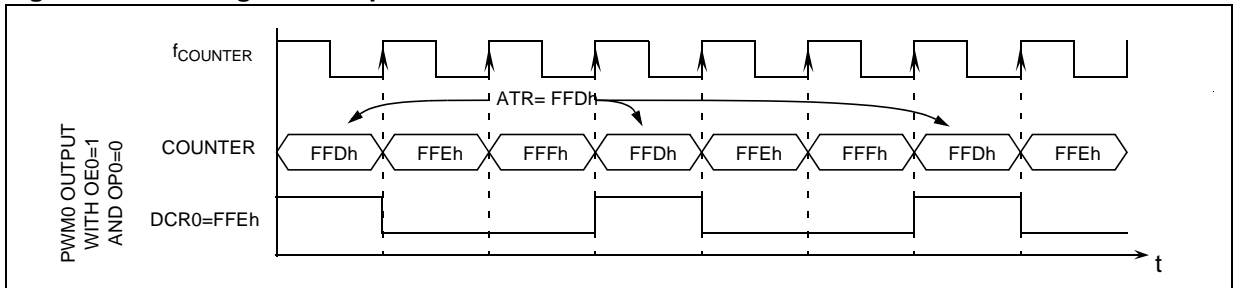 fCOUNTER
ATR= FFDh
COUNTER
FFDh FFEh FFFh FFDh FFEh FFFh FFDh FFEh
PWM0 OUTPUT
WITH OE0=1
AND OP0=0
DCR0=FFEh
t